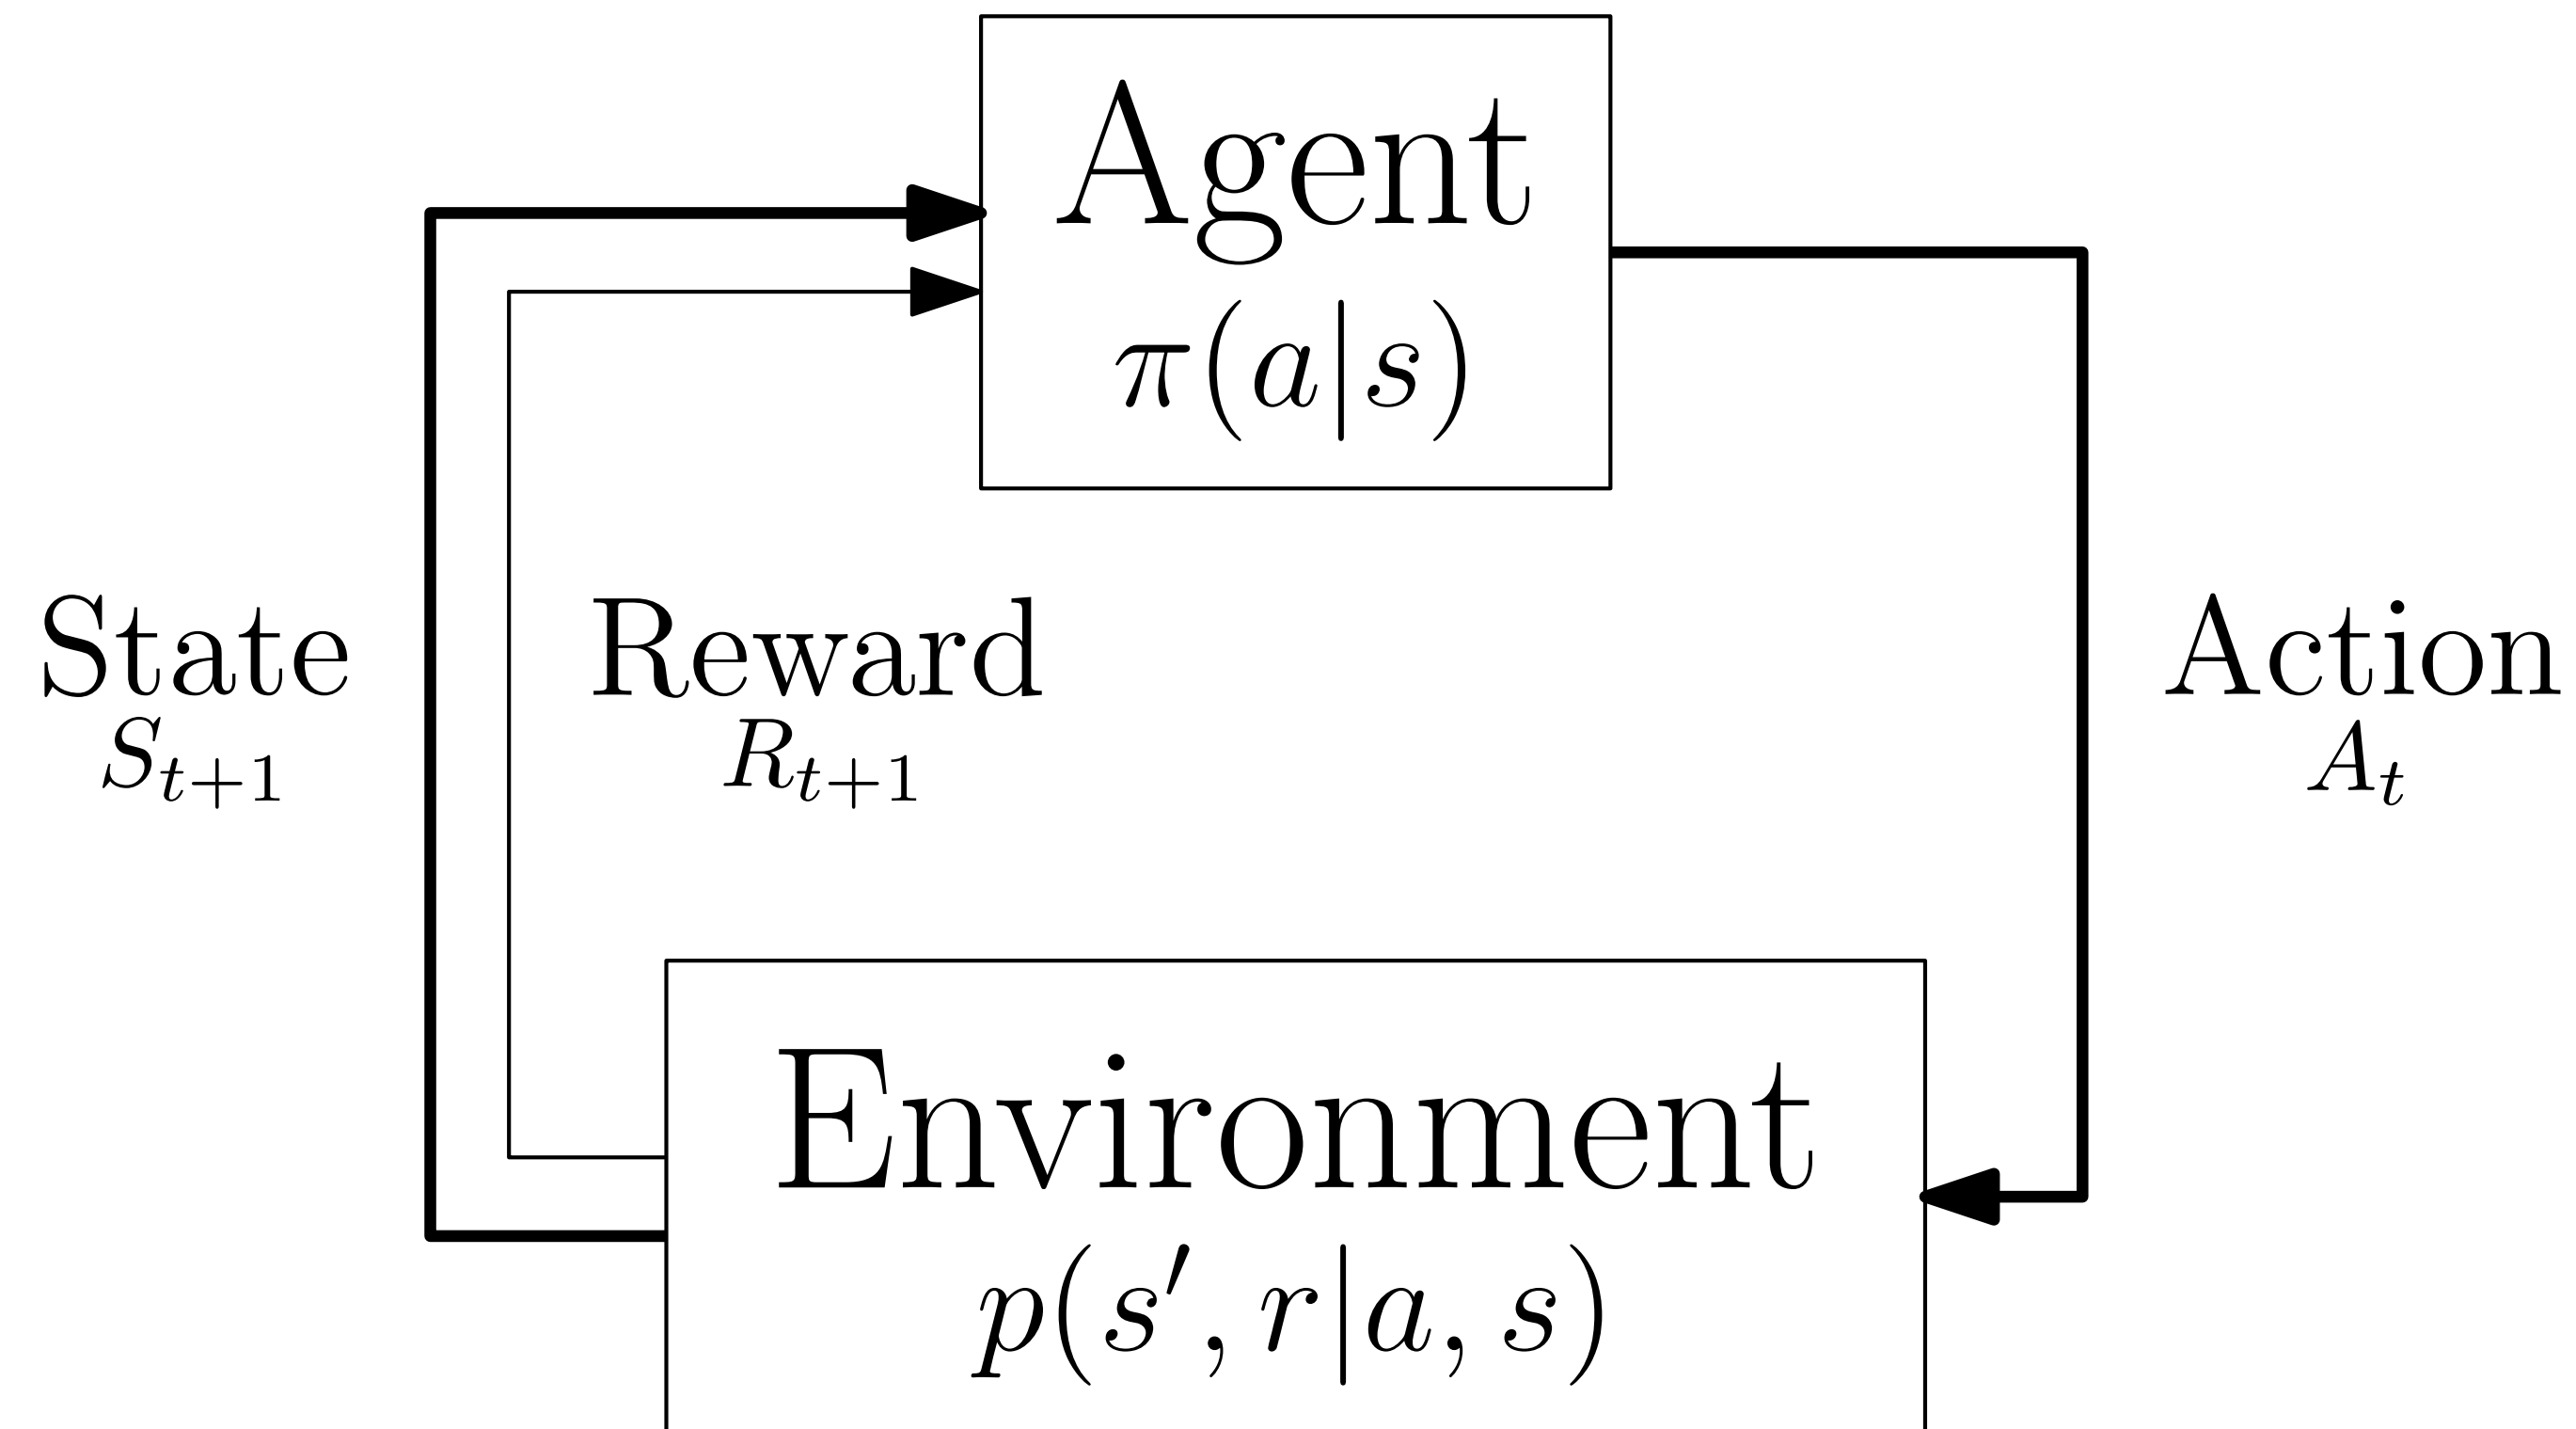 Agent
π(a|s)
State
S_{t+1}
Reward
R_{t+1}
Action
A_t
Environment
p(s′, r|a, s)